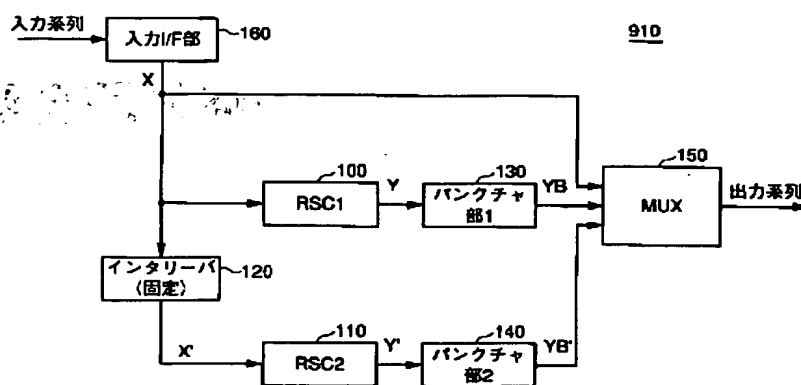 入力系列
入力I/F部
160
910
X
100
130
150
RSC1
Y
パンクチャ
部1
YB
MUX
出力系列
インタリーバ
(固定)
120
X'
110
140
RSC2
Y'
パンクチャ
部2
YB'